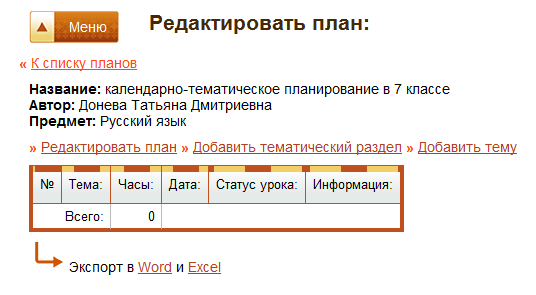 Меню
Редактировать план:
« К списку планов
Название: календарно-тематическое планирование в 7 классе
Автор: Донева Татьяна Дмитриевна
Предмет: Русский язык
» Редактировать план » Добавить тематический раздел » Добавить тему
№ Тема: Часы: Дата: Статус урока: Информация:
Всего: 0
Экспорт в Word и Excel